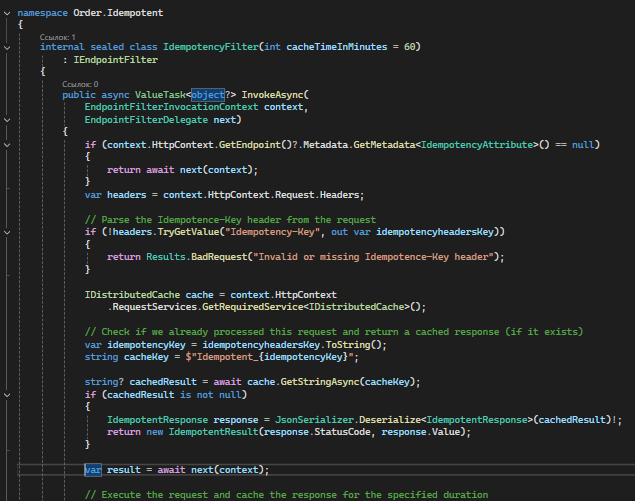 namespace Order.Idempotent
{
Ссылок: 1
internal sealed class IdempotencyFilter(int cacheTimeInMinutes = 60)
: IEndpointFilter
{
Ссылок: 0
public async ValueTask<object?> InvokeAsync(
EndpointFilterInvocationContext context,
EndpointFilterDelegate next)
{
if (context.HttpContext.GetEndpoint()?.Metadata.GetMetadata<IdempotencyAttribute>() == null)
{
return await next(context);
}
var headers = context.HttpContext.Request.Headers;
// Parse the Idempotence-Key header from the request
if (!headers.TryGetValue("Idempotency-Key", out var idempotencyheadersKey))
{
return Results.BadRequest("Invalid or missing Idempotence-Key header");
}
IDistributedCache cache = context.HttpContext
.RequestServices.GetRequiredService<IDistributedCache>();
// Check if we already processed this request and return a cached response (if it exists)
var idempotencyKey = idempotencyheadersKey.ToString();
string cacheKey = $"Idempotent_{idempotencyKey}";
string? cachedResult = await cache.GetStringAsync(cacheKey);
if (cachedResult is not null)
{
IdempotentResponse response = JsonSerializer.Deserialize<IdempotentResponse>(cachedResult)!;
return new IdempotentResult(response.StatusCode, response.Value);
}
var result = await next(context);
// Execute the request and cache the response for the specified duration